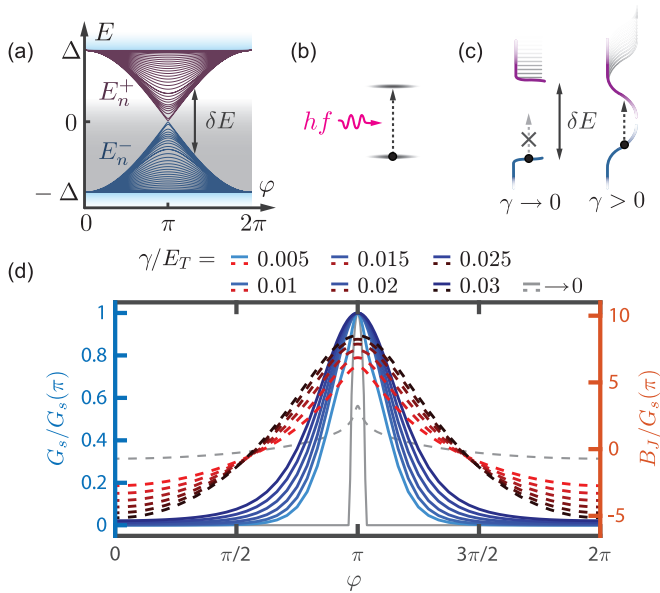 (a)
E
Δ
E_n^+
0
δE
E_n^-
− Δ
φ
0
π
2π
(b)
hf
(c)
δE
γ → 0
γ > 0
(d)
γ/E_T =
0.005
0.015
0.025
0.01
0.02
0.03
→0
G_s/G_s(π)
1
0.8
0.6
0.4
0.2
0
B_J/G_s(π)
10
5
0
-5
0
π/2
π
3π/2
2π
φ